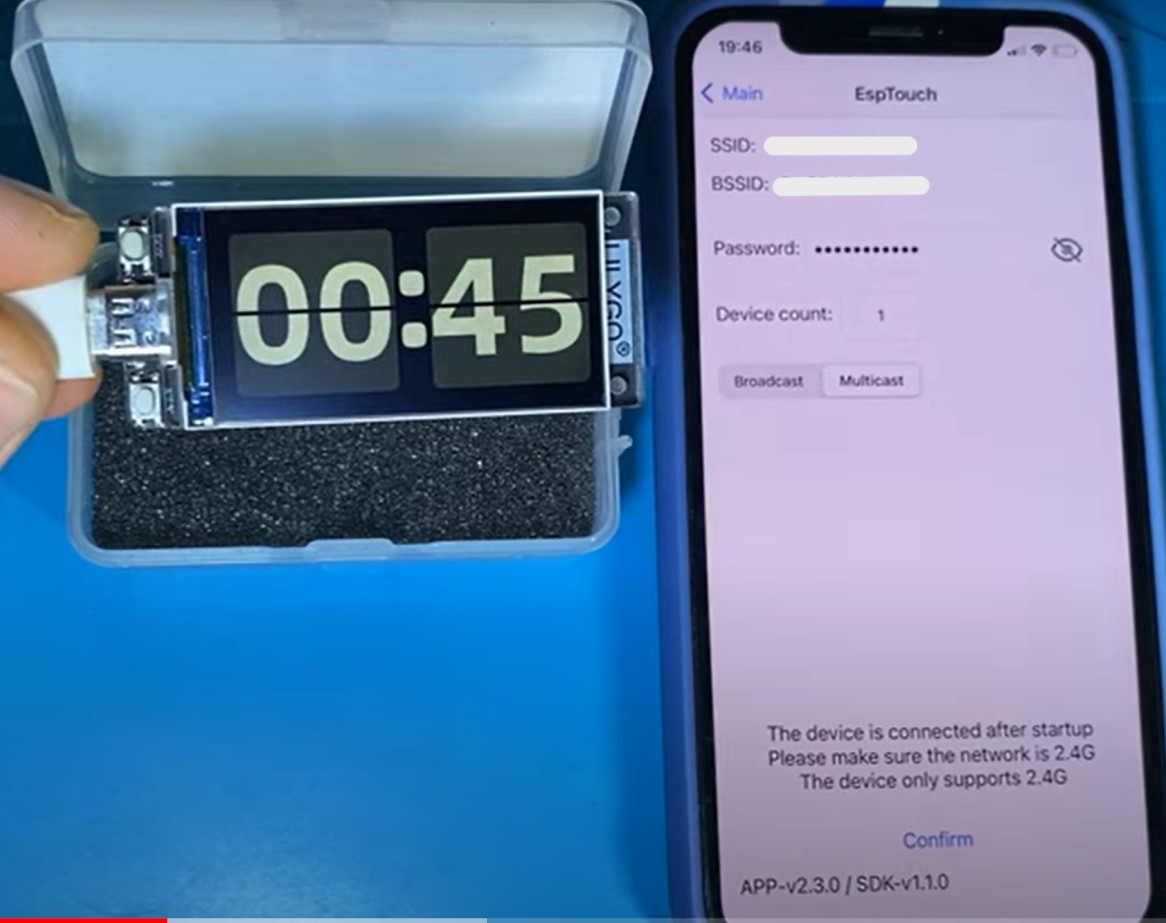 00:45
LILYGO®
19:46
Main
EspTouch
SSID:
BSSID:
Password: •••••••••••
Device count: 1
Broadcast Multicast
The device is connected after startup
Please make sure the network is 2.4G
The device only supports 2.4G
Confirm
APP-v2.3.0 / SDK-v1.1.0